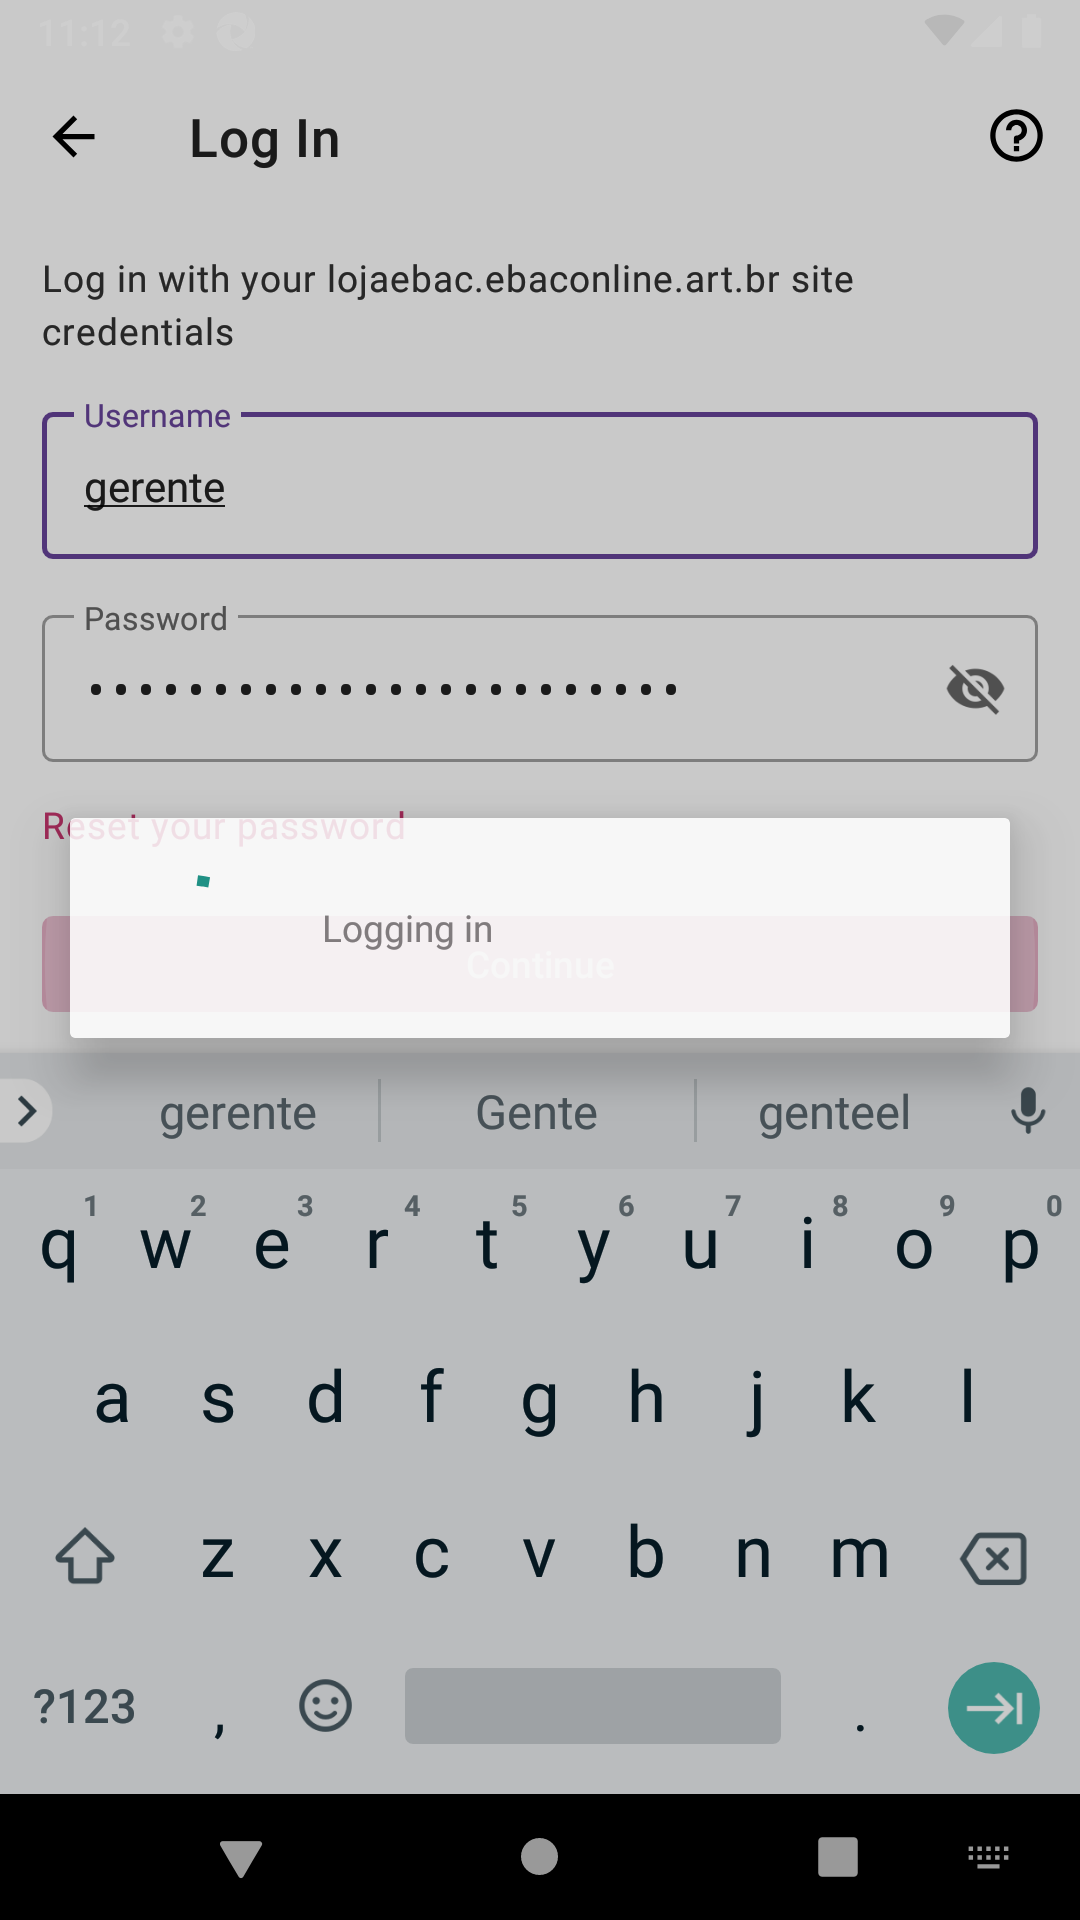 11:12
Log In
Log in with your lojaebac.ebaconline.art.br site
credentials
Username
gerente
Password
Reset your password
Logging in
Continue
gerente
Gente
genteel
1 2 3 4 5 6 7 8 9 0
q w e r t y u i o p
a s d f g h j k l
z x c v b n m
?123 , .